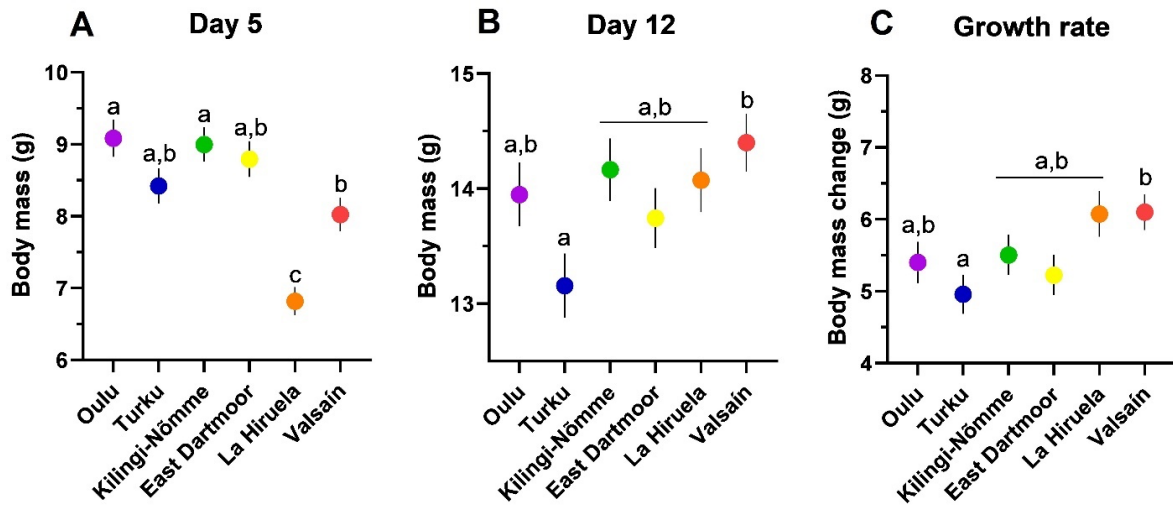 A
Day 5
Body mass (g)
10
9
8
7
6
a
a,b
a
a,b
c
b
Oulu
Turku
Kilingi-Nõmme
East Dartmoor
La Hiruela
Valsaín
B
Day 12
Body mass (g)
15
14
13
a,b
a
a,b
b
Oulu
Turku
Kilingi-Nõmme
East Dartmoor
La Hiruela
Valsaín
C
Growth rate
Body mass change (g)
8
7
6
5
4
a,b
a
a,b
b
Oulu
Turku
Kilingi-Nõmme
East Dartmoor
La Hiruela
Valsaín